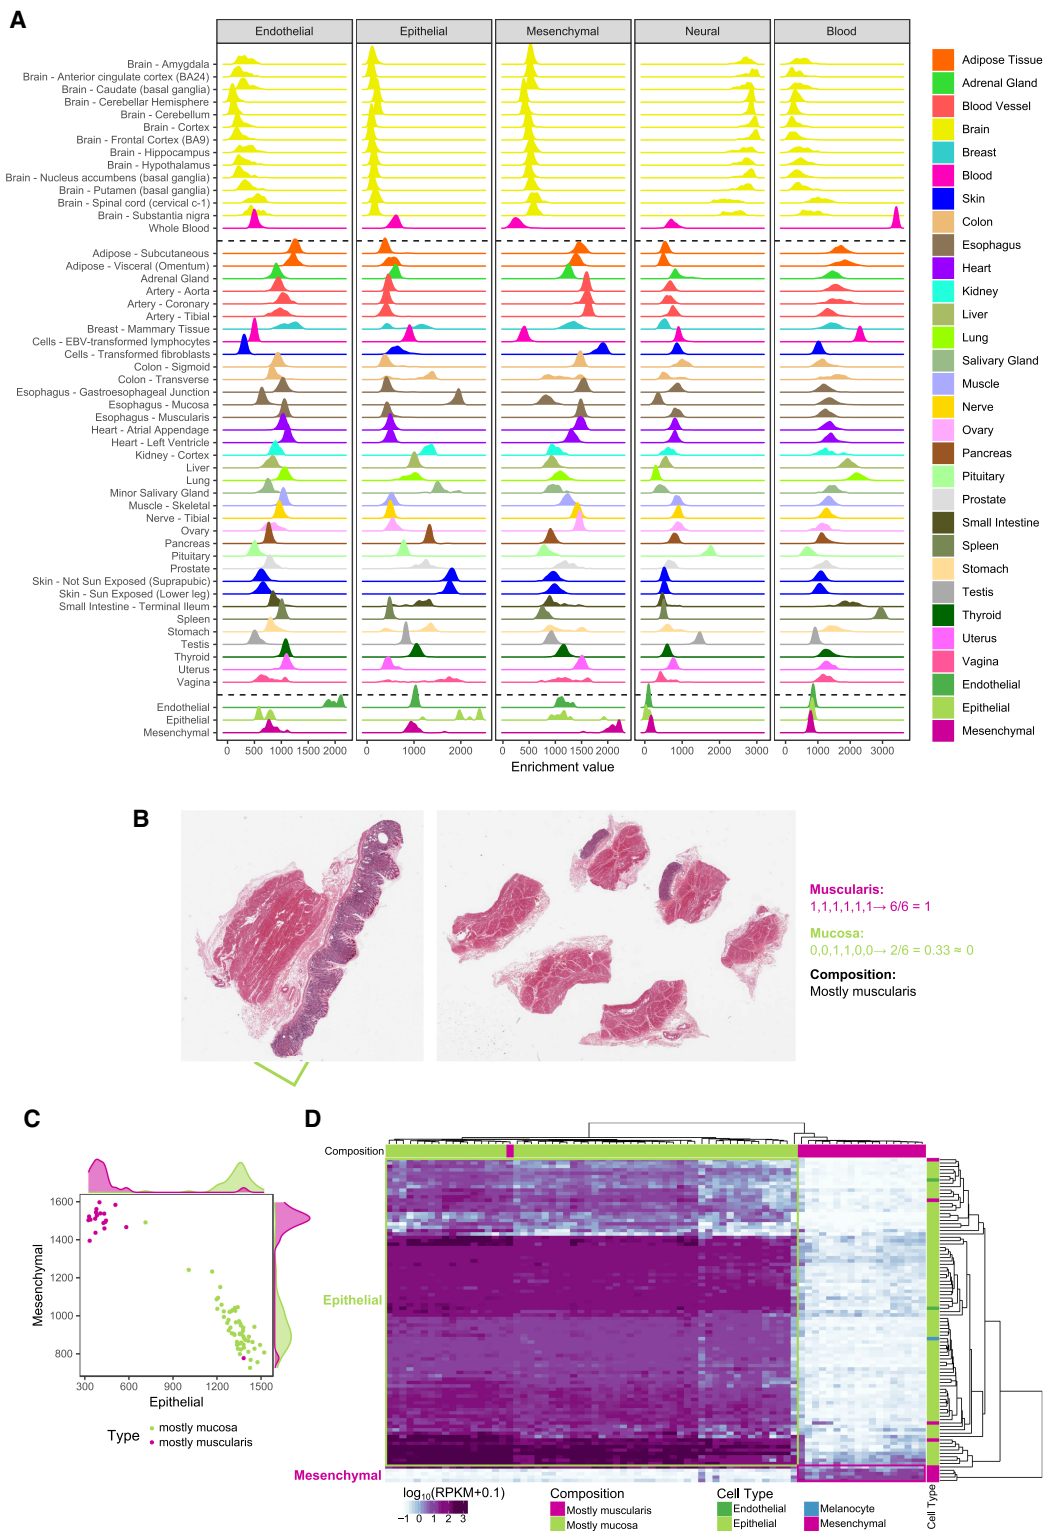 A
Endothelial
Epithelial
Mesenchymal
Neural
Blood
Brain - Amygdala
Brain - Anterior cingulate cortex (BA24)
Brain - Caudate (basal ganglia)
Brain - Cerebellar Hemisphere
Brain - Cerebellum
Brain - Cortex
Brain - Frontal Cortex (BA9)
Brain - Hippocampus
Brain - Hypothalamus
Brain - Nucleus accumbens (basal ganglia)
Brain - Putamen (basal ganglia)
Brain - Spinal cord (cervical c-1)
Brain - Substantia nigra
Whole Blood
Adipose - Subcutaneous
Adipose - Visceral (Omentum)
Adrenal Gland
Artery - Aorta
Artery - Coronary
Artery - Tibial
Breast - Mammary Tissue
Cells - EBV-transformed lymphocytes
Cells - Transformed fibroblasts
Colon - Sigmoid
Colon - Transverse
Esophagus - Gastroesophageal Junction
Esophagus - Mucosa
Esophagus - Muscularis
Heart - Atrial Appendage
Heart - Left Ventricle
Kidney - Cortex
Liver
Lung
Minor Salivary Gland
Muscle - Skeletal
Nerve - Tibial
Ovary
Pancreas
Pituitary
Prostate
Skin - Not Sun Exposed (Suprapubic)
Skin - Sun Exposed (Lower leg)
Small Intestine - Terminal Ileum
Spleen
Stomach
Testis
Thyroid
Uterus
Vagina
Endothelial
Epithelial
Mesenchymal
0 500 1000 1500 2000
0 1000 2000
0 500 1000 1500 2000
0 1000 2000 3000
0 1000 2000 3000
Enrichment value
Adipose Tissue
Adrenal Gland
Blood Vessel
Brain
Breast
Blood
Skin
Colon
Esophagus
Heart
Kidney
Liver
Lung
Salivary Gland
Muscle
Nerve
Ovary
Pancreas
Pituitary
Prostate
Small Intestine
Spleen
Stomach
Testis
Thyroid
Uterus
Vagina
Endothelial
Epithelial
Mesenchymal
B
Muscularis:
1,1,1,1,1,1→ 6/6 = 1
Mucosa:
0,0,1,1,0,0→ 2/6 = 0.33 ≈ 0
Composition:
Mostly muscularis
C
1600
1400
1200
1000
800
Mesenchymal
300 600 900 1200 1500
Epithelial
Type
mostly mucosa
mostly muscularis
D
Composition
Epithelial
Mesenchymal
Cell Type
log10(RPKM+0.1)
−1 0 1 2 3
Composition
Mostly muscularis
Mostly mucosa
Cell Type
Endothelial
Epithelial
Melanocyte
Mesenchymal